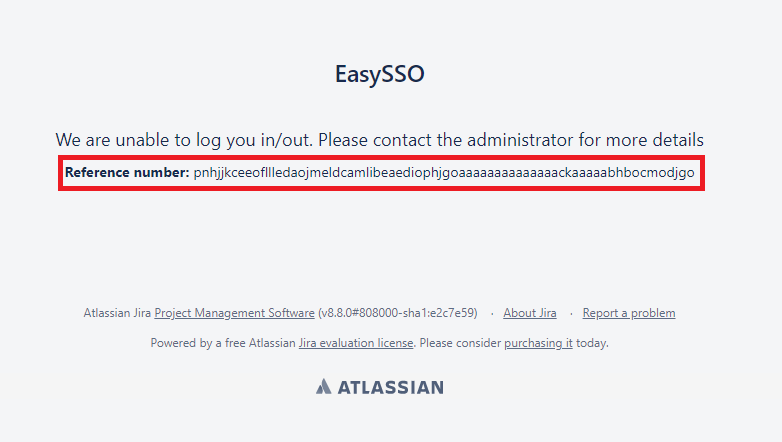 EasySSO
We are unable to log you in/out. Please contact the administrator for more details
Reference number: pnhjjkceeofllledaojmeldcamlibeaediophjgoaaaaaaaaaaaaaaackaaaaabhbocmodjgo
Atlassian Jira Project Management Software (v8.8.0#808000-sha1:e2c7e59) · About Jira · Report a problem
Powered by a free Atlassian Jira evaluation license. Please consider purchasing it today.
ATLASSIAN